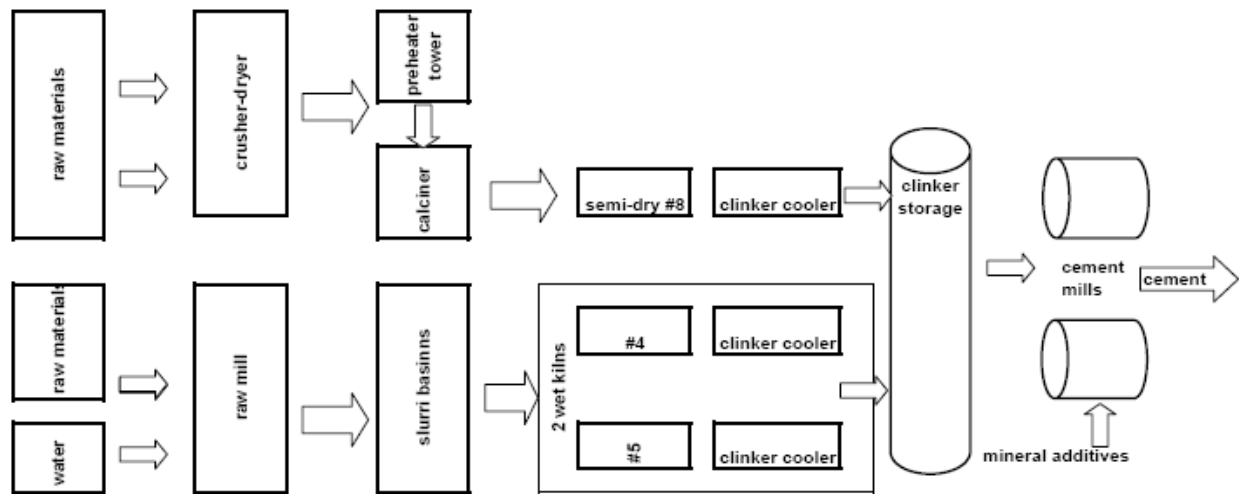 raw materials
crusher-dryer
preheater
tower
calciner
semi-dry #8
clinker cooler
clinker
storage
raw materials
water
raw mill
slurri basinns
2 wet kilns
#4
clinker cooler
#5
clinker cooler
cement
mills
cement
mineral additives